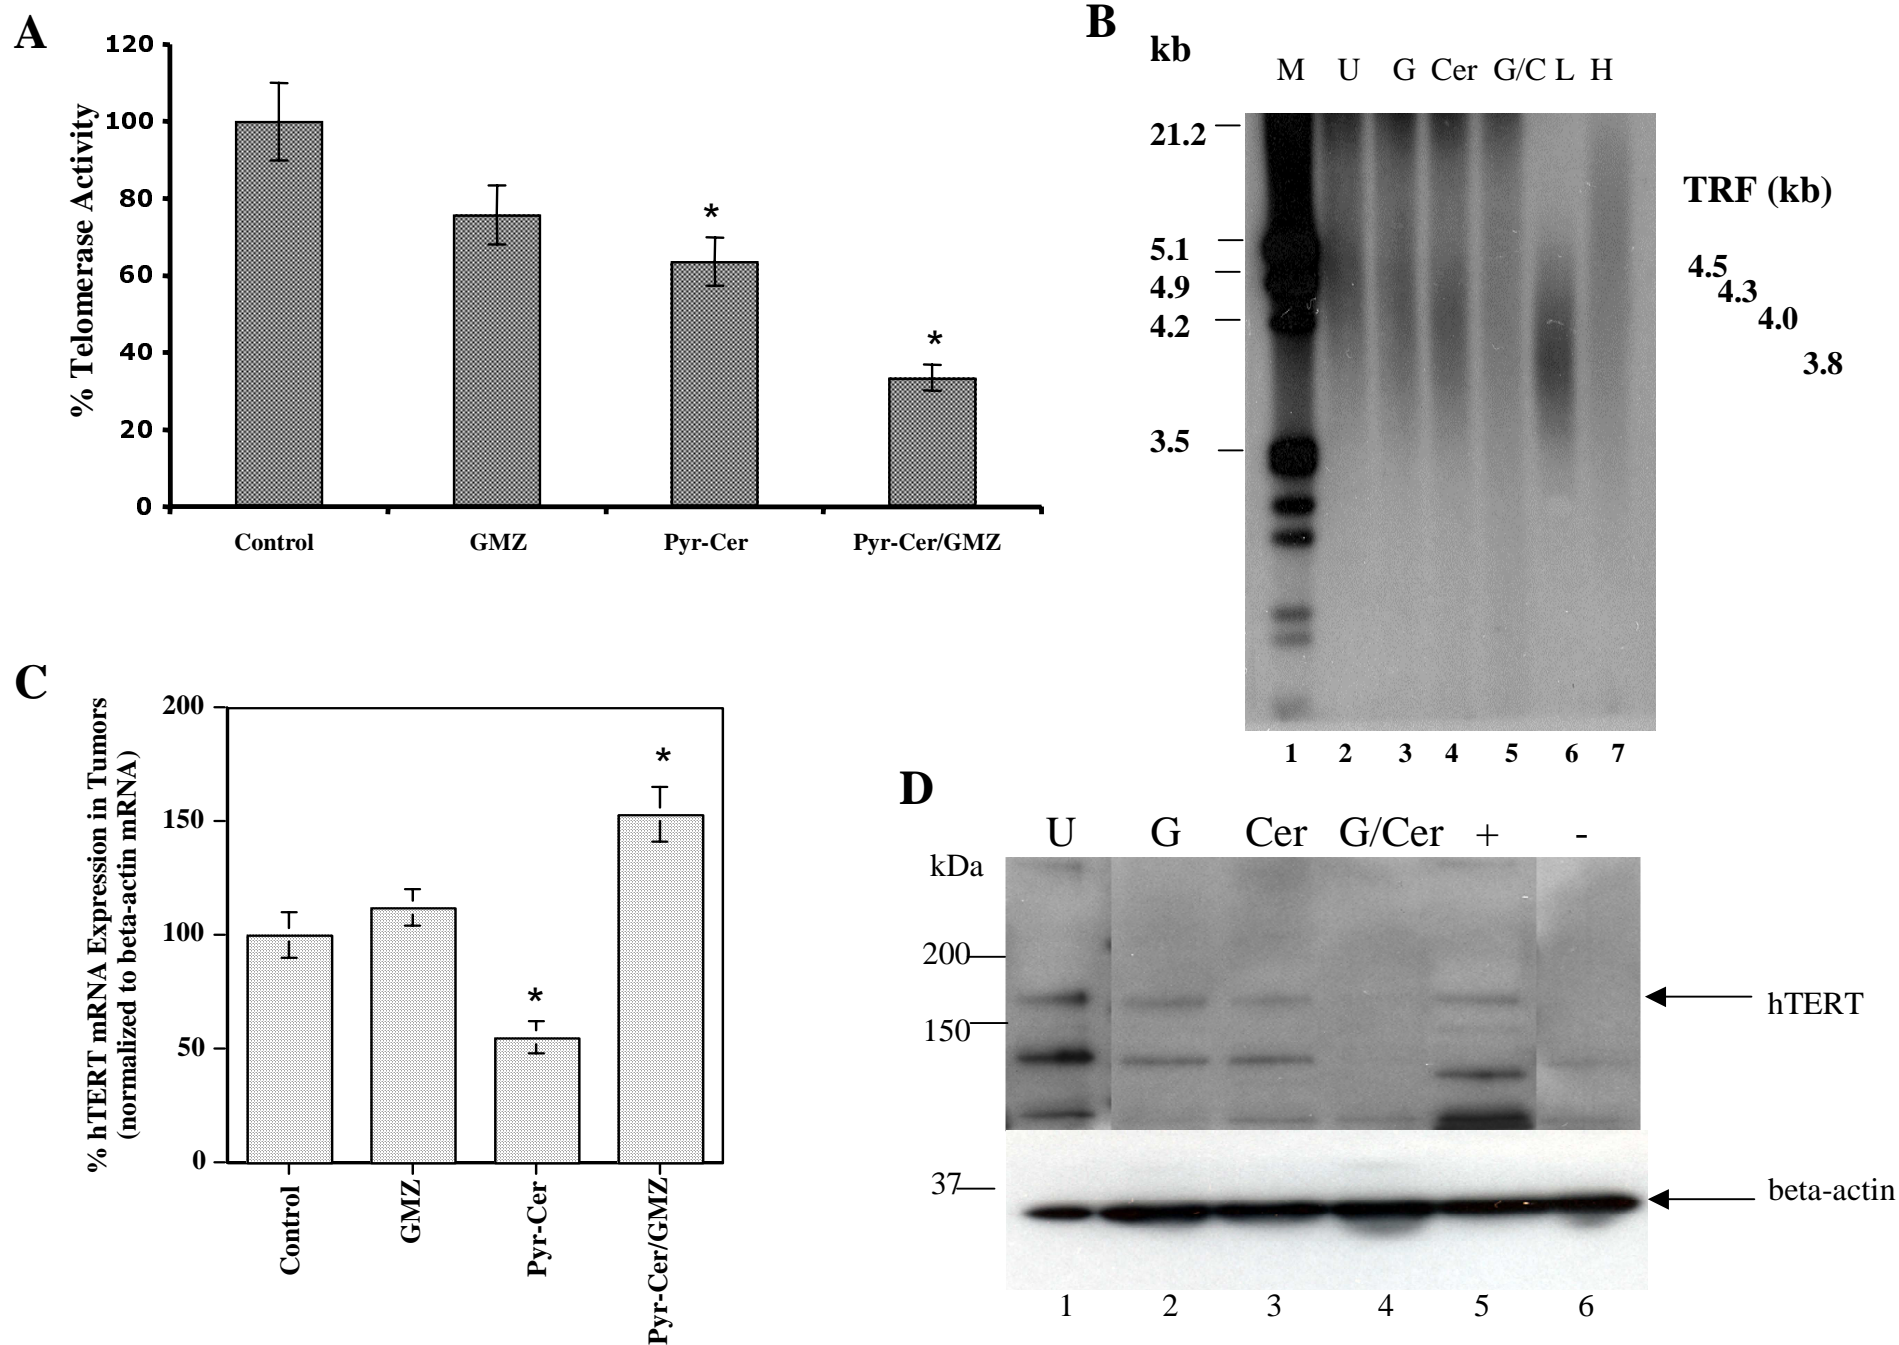 A
120
100
80
60
40
20
0
% Telomerase Activity
Control GMZ Pyr-Cer Pyr-Cer/GMZ
*
*
B
kb
M U G Cer G/C L H
21.2
5.1
4.9
4.2
3.5
TRF (kb)
4.5
4.3
4.0
3.8
1 2 3 4 5 6 7
C
200
150
100
50
0
% hTERT mRNA Expression in Tumors
(normalized to beta-actin mRNA)
*
*
Control
GMZ
Pyr-Cer
Pyr-Cer/GMZ
D
U G Cer G/Cer + -
kDa
200
150
37
hTERT
beta-actin
1 2 3 4 5 6